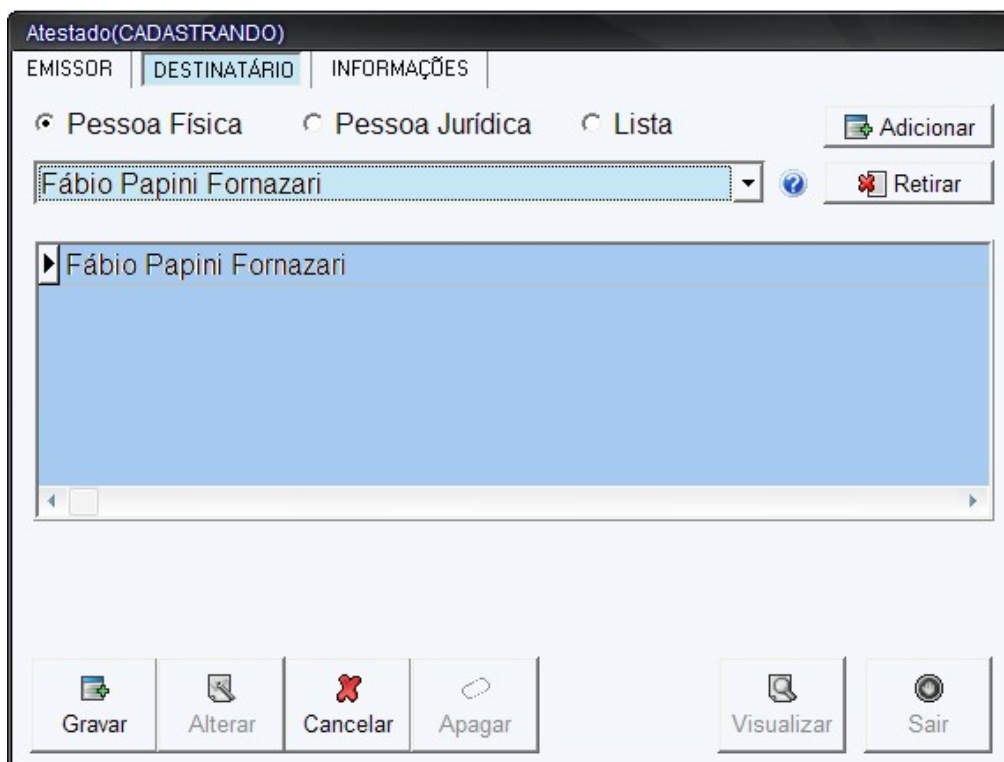 Atestado(CADASTRANDO)
EMISSOR DESTINATÁRIO INFORMAÇÕES
Pessoa Física Pessoa Jurídica Lista Adicionar
Fábio Papini Fornazari Retirar
Fábio Papini Fornazari
Gravar Alterar Cancelar Apagar Visualizar Sair